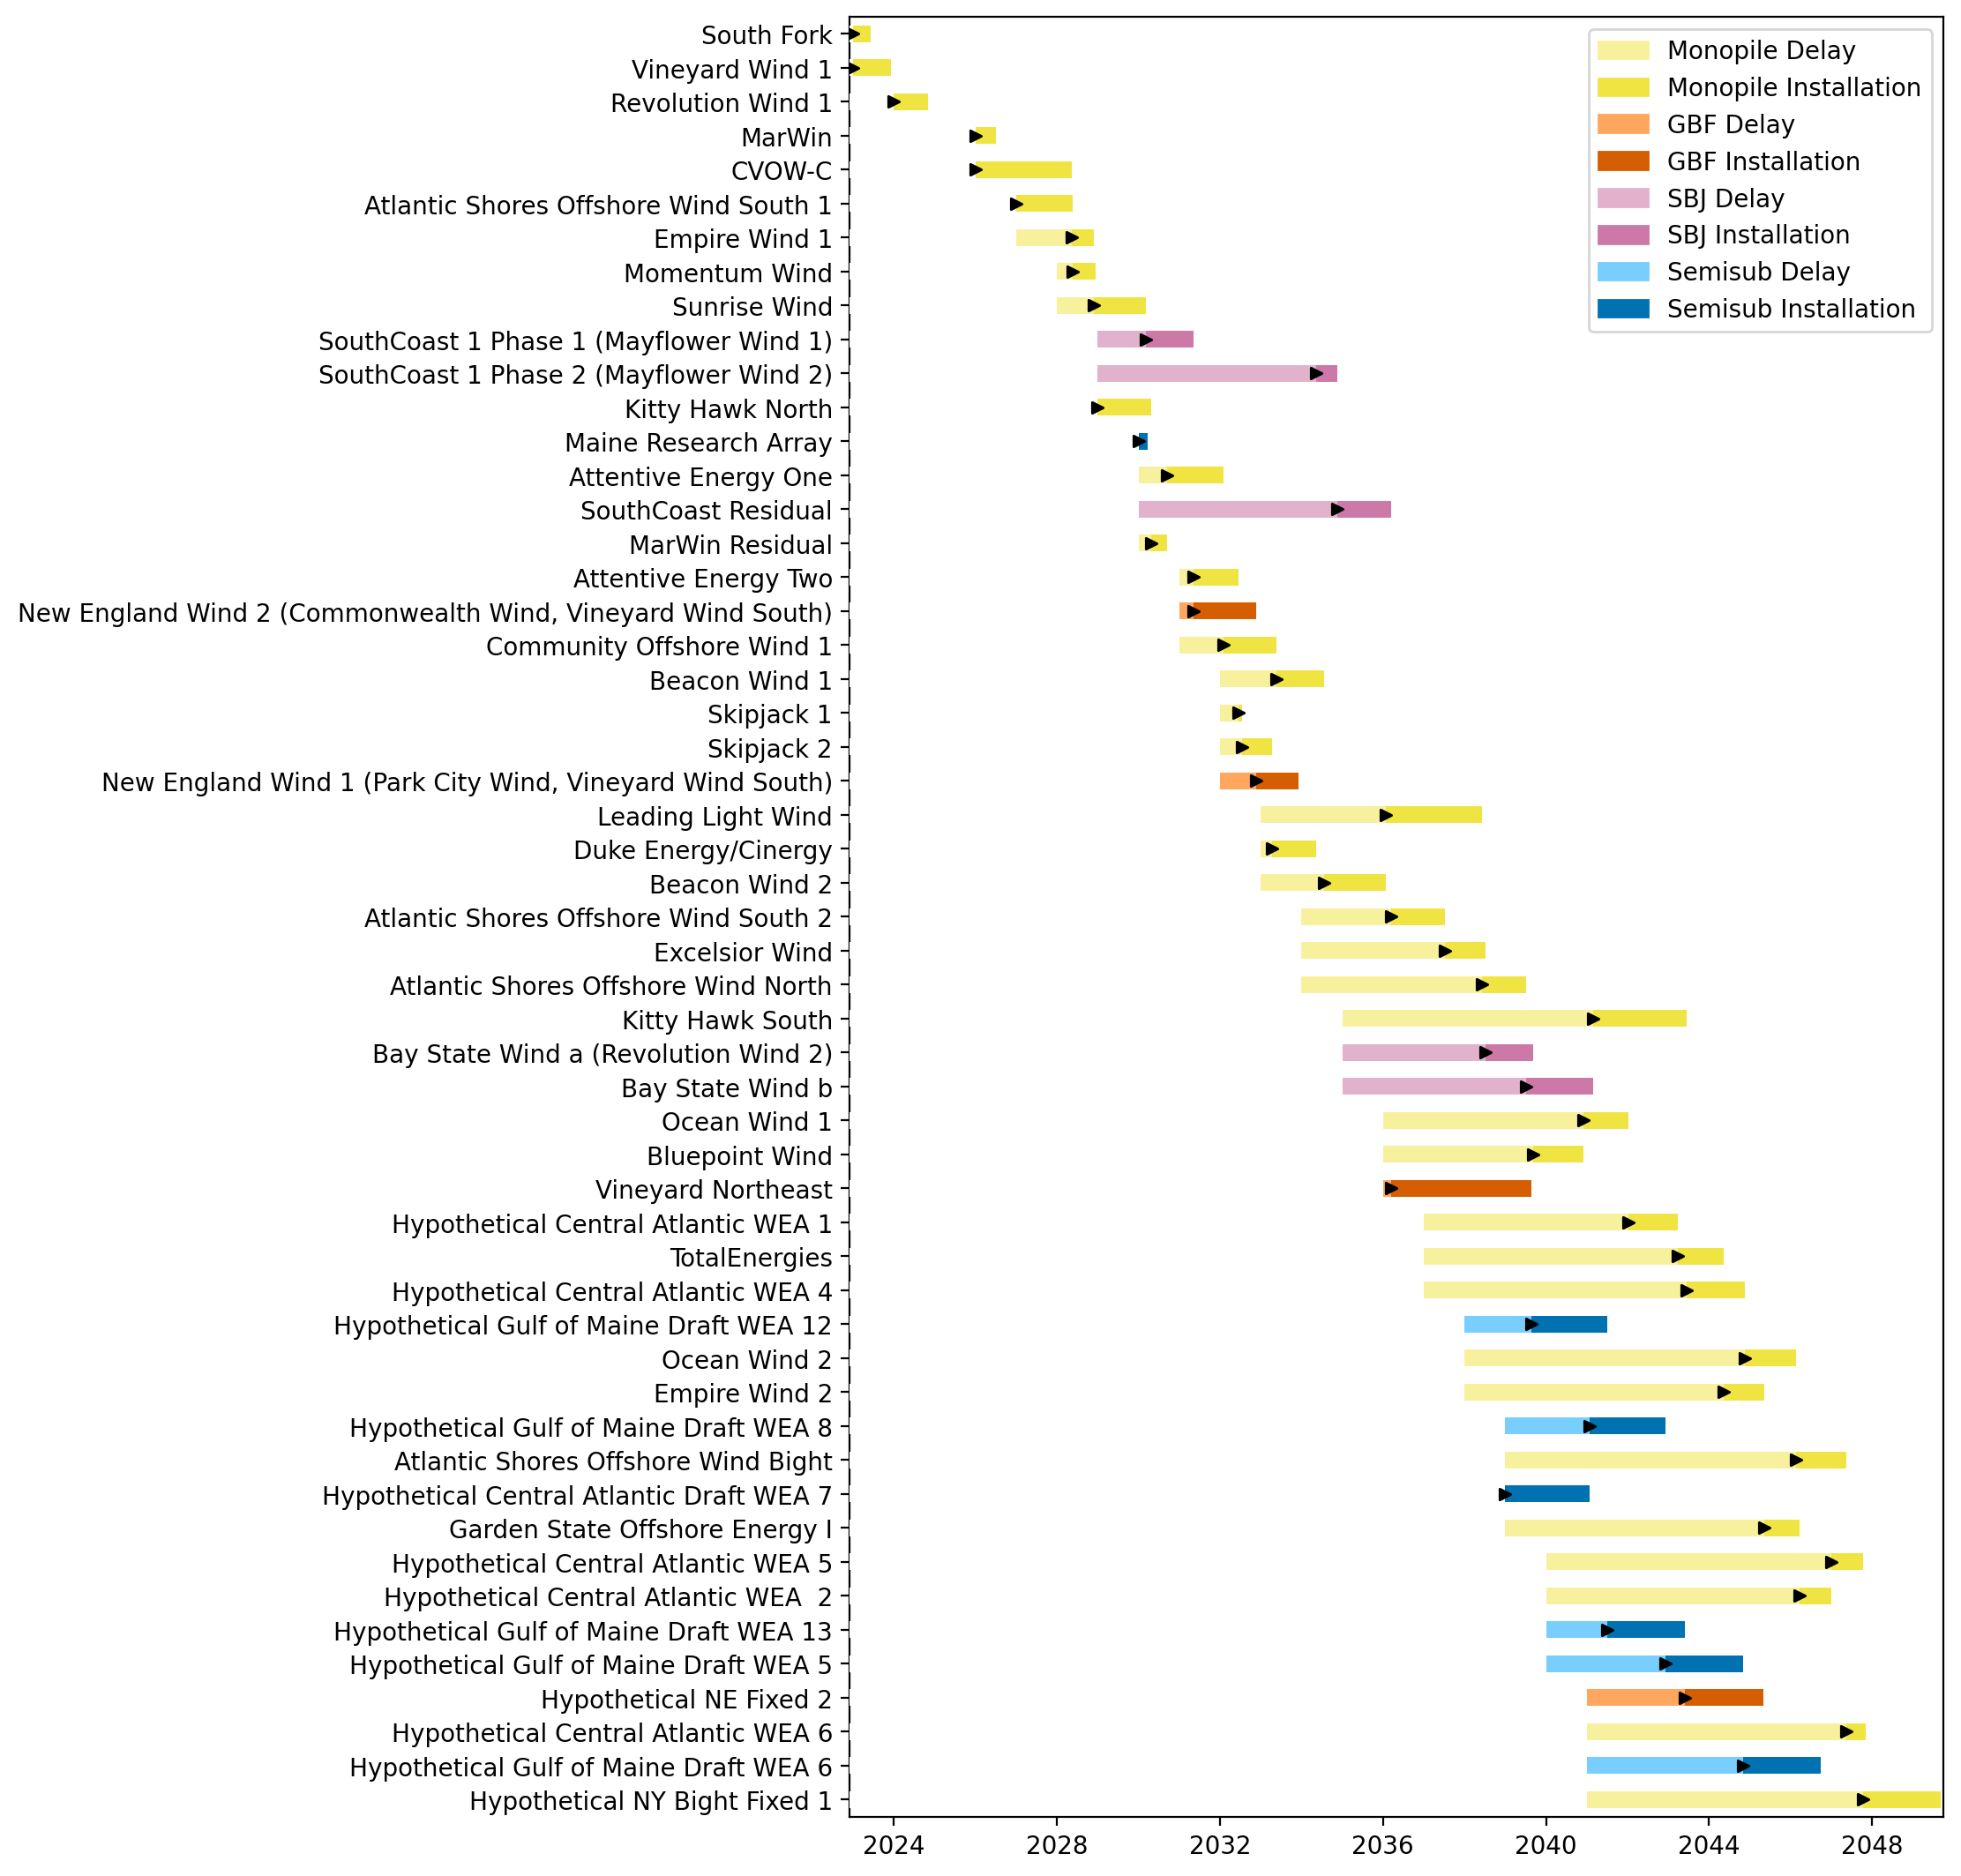 South Fork
Vineyard Wind 1
Revolution Wind 1
MarWin
CVOW-C
Atlantic Shores Offshore Wind South 1
Empire Wind 1
Momentum Wind
Sunrise Wind
SouthCoast 1 Phase 1 (Mayflower Wind 1)
SouthCoast 1 Phase 2 (Mayflower Wind 2)
Kitty Hawk North
Maine Research Array
Attentive Energy One
SouthCoast Residual
MarWin Residual
Attentive Energy Two
New England Wind 2 (Commonwealth Wind, Vineyard Wind South)
Community Offshore Wind 1
Beacon Wind 1
Skipjack 1
Skipjack 2
New England Wind 1 (Park City Wind, Vineyard Wind South)
Leading Light Wind
Duke Energy/Cinergy
Beacon Wind 2
Atlantic Shores Offshore Wind South 2
Excelsior Wind
Atlantic Shores Offshore Wind North
Kitty Hawk South
Bay State Wind a (Revolution Wind 2)
Bay State Wind b
Ocean Wind 1
Bluepoint Wind
Vineyard Northeast
Hypothetical Central Atlantic WEA 1
TotalEnergies
Hypothetical Central Atlantic WEA 4
Hypothetical Gulf of Maine Draft WEA 12
Ocean Wind 2
Empire Wind 2
Hypothetical Gulf of Maine Draft WEA 8
Atlantic Shores Offshore Wind Bight
Hypothetical Central Atlantic Draft WEA 7
Garden State Offshore Energy I
Hypothetical Central Atlantic WEA 5
Hypothetical Central Atlantic WEA  2
Hypothetical Gulf of Maine Draft WEA 13
Hypothetical Gulf of Maine Draft WEA 5
Hypothetical NE Fixed 2
Hypothetical Central Atlantic WEA 6
Hypothetical Gulf of Maine Draft WEA 6
Hypothetical NY Bight Fixed 1
Monopile Delay
Monopile Installation
GBF Delay
GBF Installation
SBJ Delay
SBJ Installation
Semisub Delay
Semisub Installation
2024 2028 2032 2036 2040 2044 2048